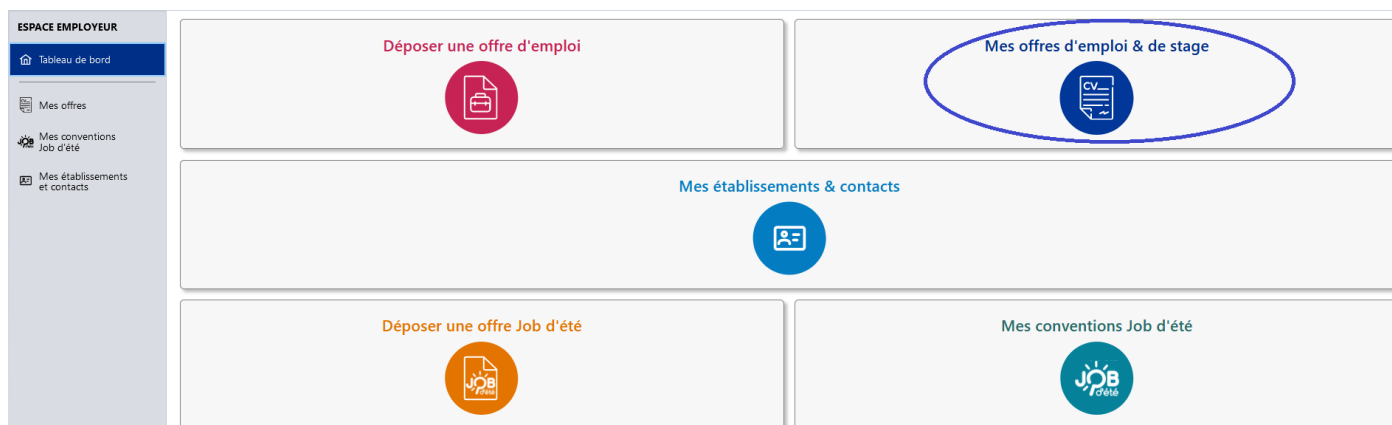 ESPACE EMPLOYEUR
Tableau de bord
Mes offres
Mes conventions
Job d'été
Mes établissements
et contacts
Déposer une offre d'emploi
Mes offres d'emploi & de stage
CV
Mes établissements & contacts
Déposer une offre Job d'été
JOB
d'été
Mes conventions Job d'été
JOB
d'été